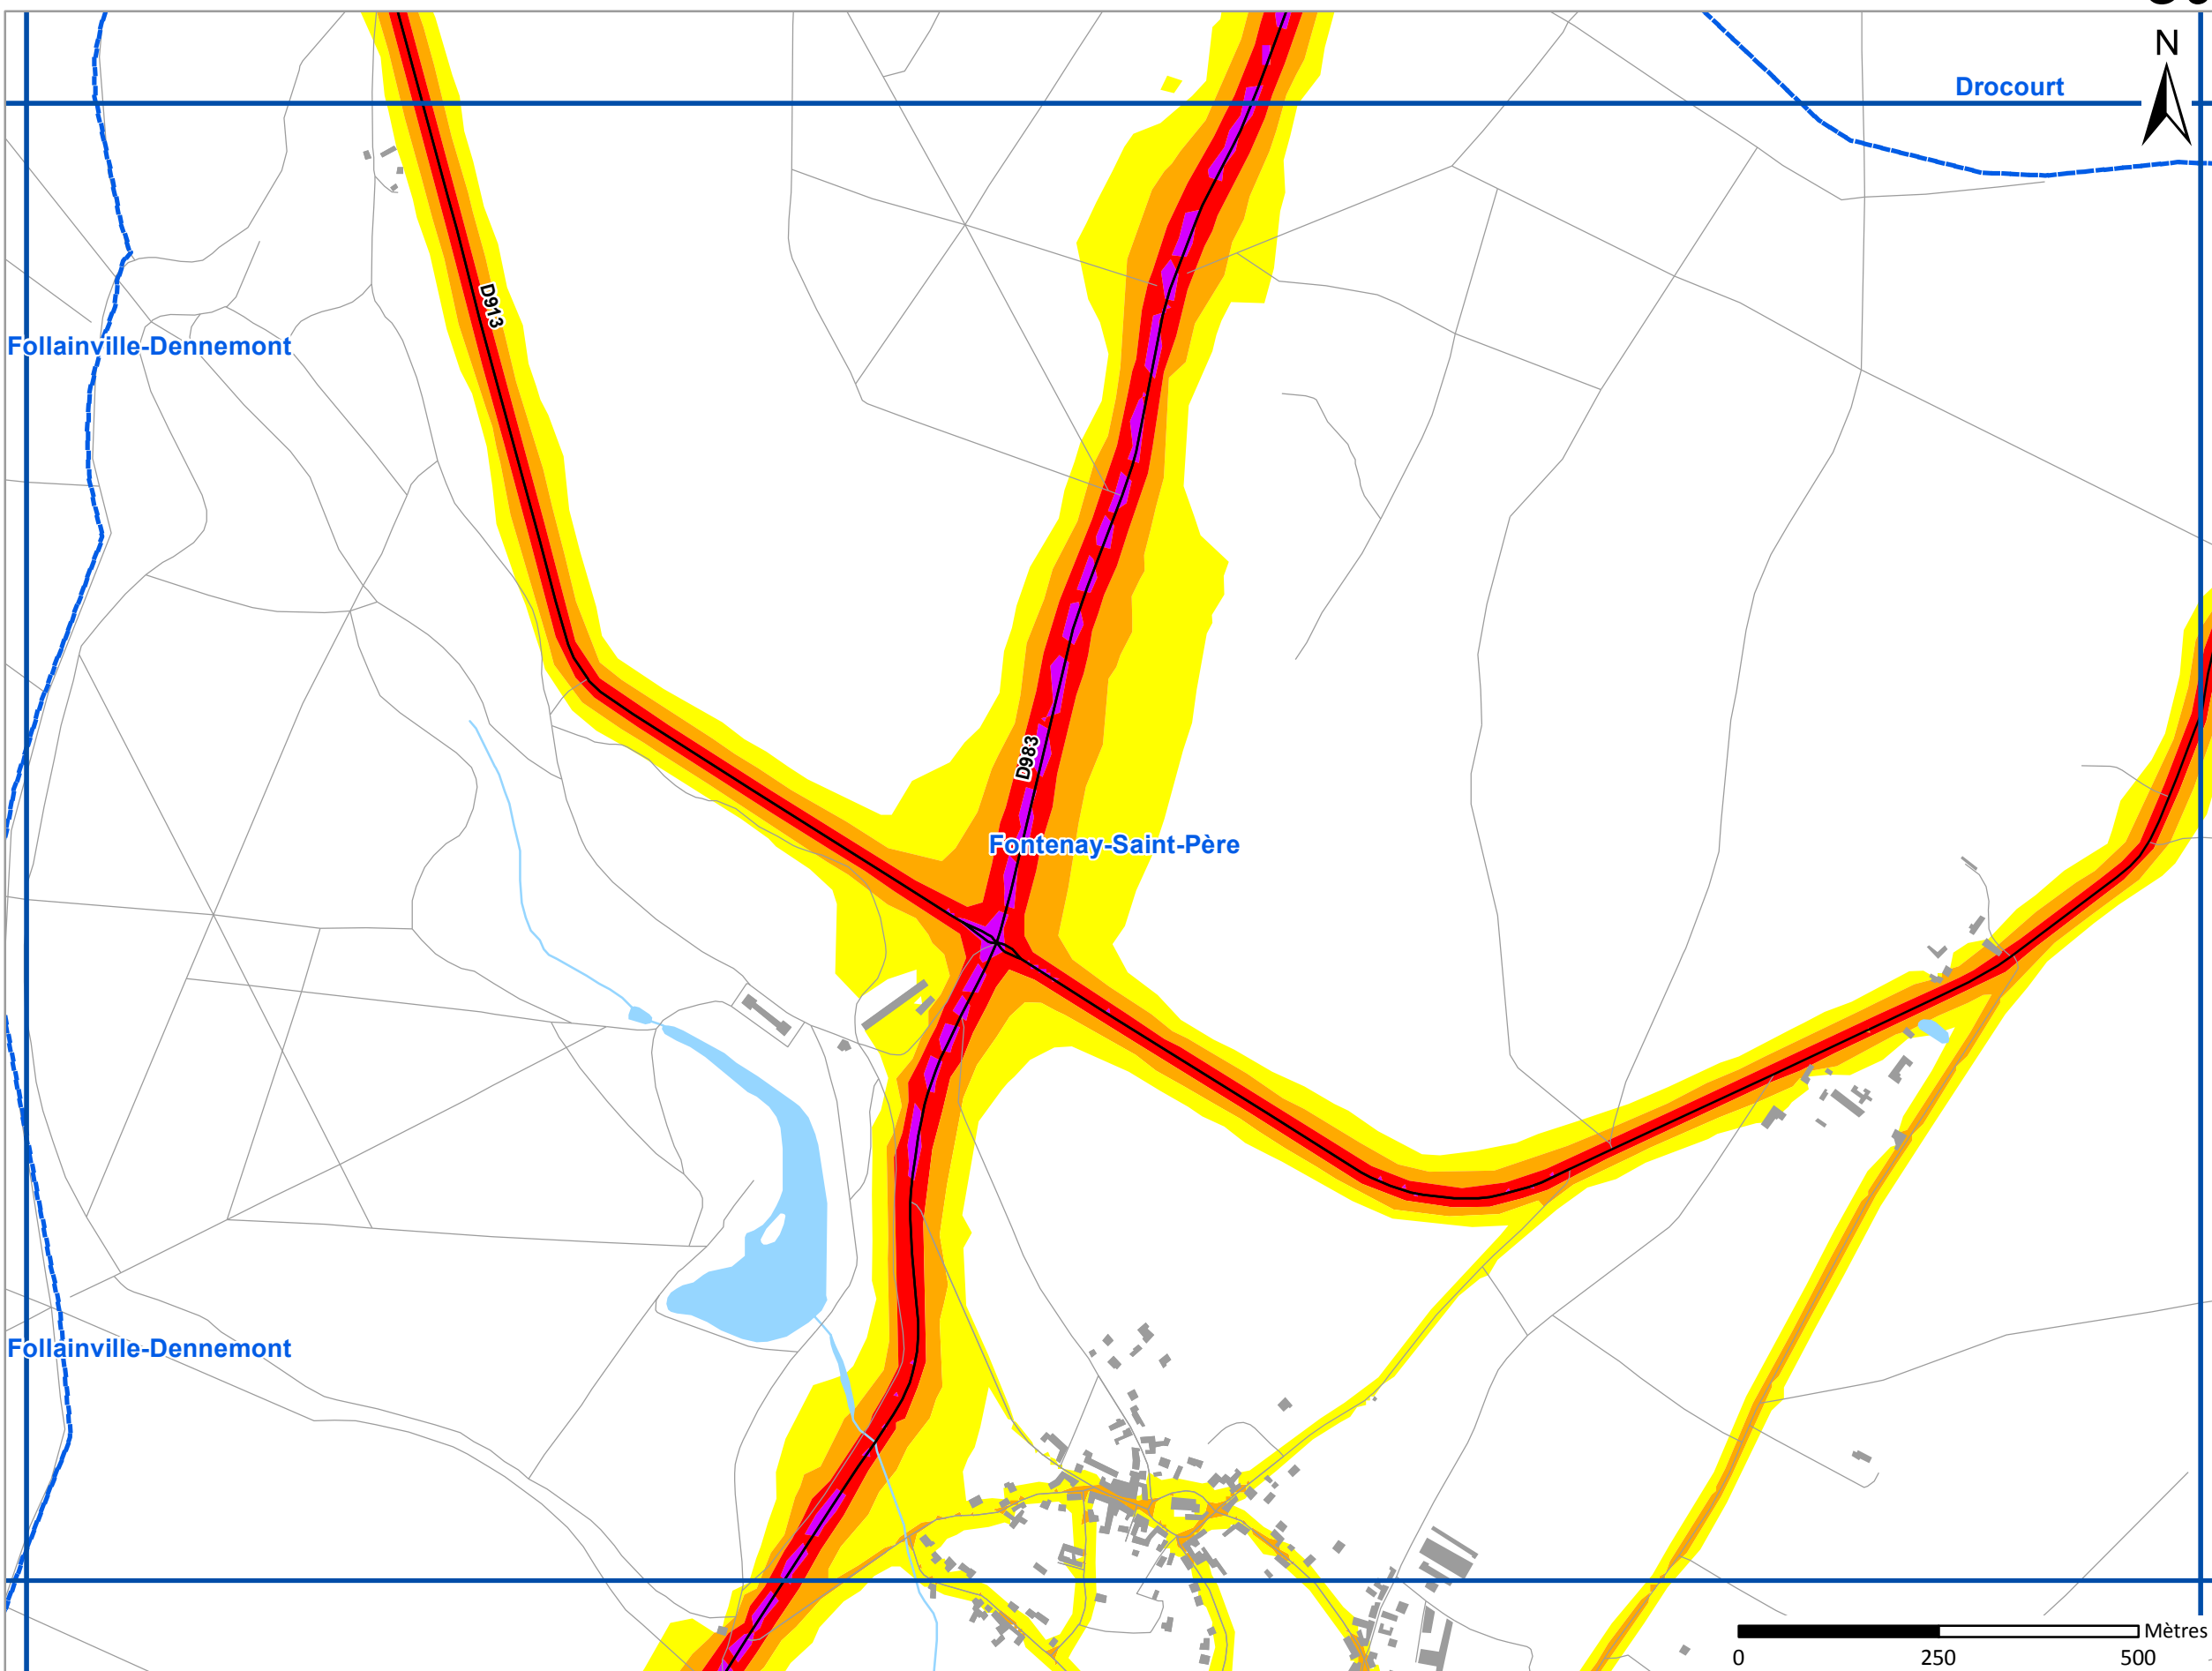 N
Drocourt
D913
Follainville-Dennemont
D983
Fontenay-Saint-Père
Follainville-Dennemont
Mètres
0 250 500